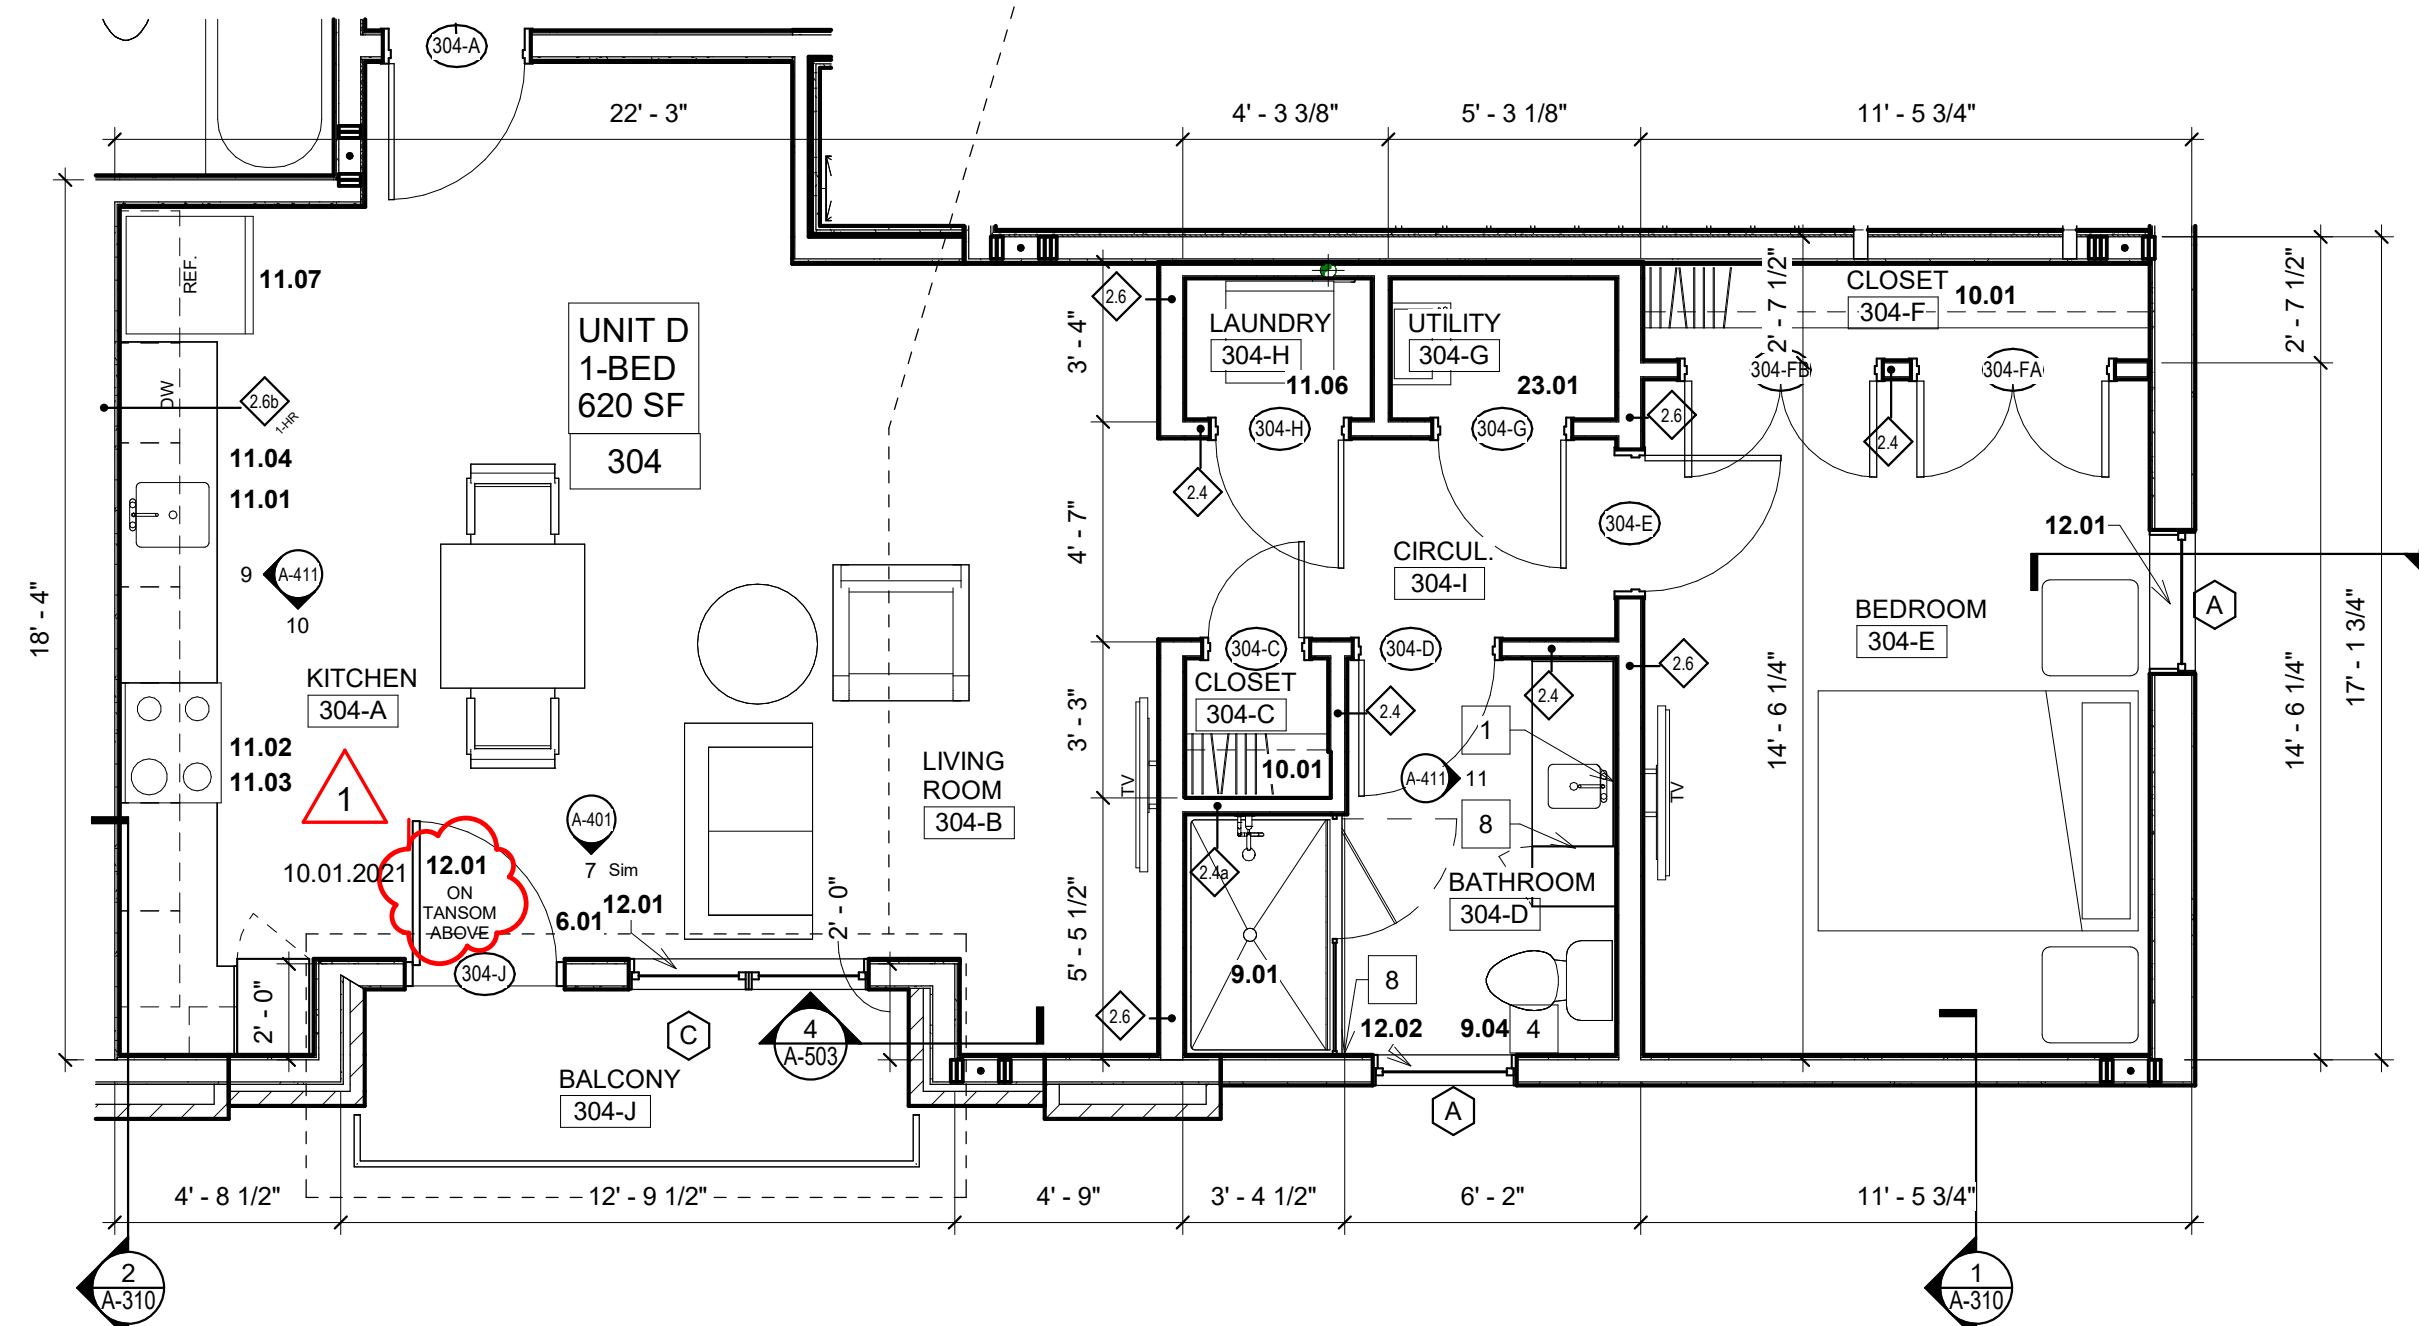 304-A
22' - 3"
4' - 3 3/8"
5' - 3 1/8"
11' - 5 3/4"
REF.
11.07
UNIT D
1-BED
620 SF
304
2.6
LAUNDRY
304-H
11.06
UTILITY
304-G
23.01
CLOSET
10.01
304-F
2' - 7 1/2"
2' - 7 1/2"
3' - 4"
304-FB
304-FA
DW
2.6b
1-HR
11.04
11.01
304-H
304-G
2.6
2.4
2.4
9
A-411
10
18' - 4"
4' - 7"
304-E
CIRCUL.
304-I
12.01
A
BEDROOM
304-E
17' - 1 3/4"
KITCHEN
304-A
304-C
304-D
CLOSET
304-C
2.4
2.4
2.6
1
14' - 6 1/4"
14' - 6 1/4"
3' - 3"
11.02
11.03
1
LIVING
ROOM
304-B
TV
10.01
A-411
11
TV
8
A-401
7 Sim
10.01.2021
12.01
ON
TANSOM
ABOVE
6.01
12.01
2' - 0"
2.4a
BATHROOM
304-D
5' - 5 1/2"
9.01
304-J
8
2' - 0"
C
4
A-503
2.6
12.02
9.04
4
BALCONY
304-J
A
4' - 8 1/2"
12' - 9 1/2"
4' - 9"
3' - 4 1/2"
6' - 2"
11' - 5 3/4"
2
A-310
1
A-310